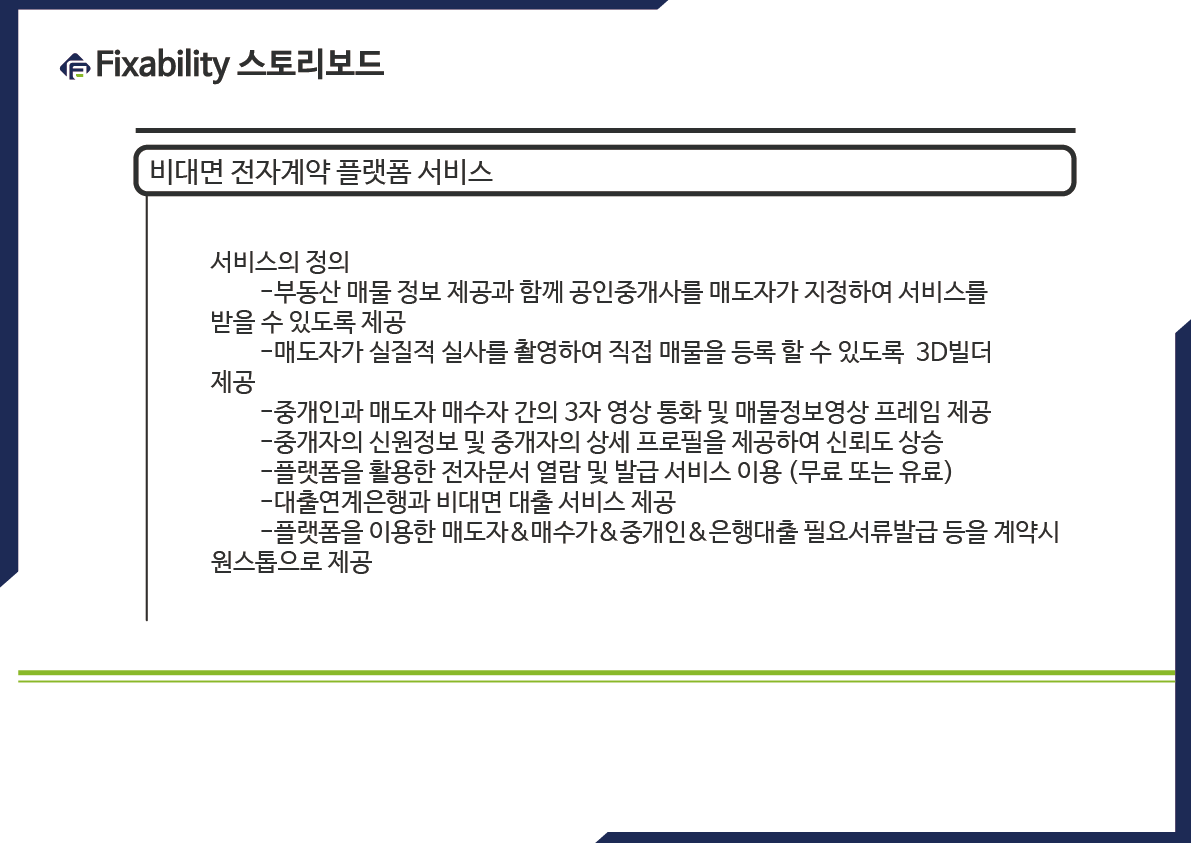 Fixability 스토리보드
비대면 전자계약 플랫폼 서비스
서비스의 정의
-부동산 매물 정보 제공과 함께 공인중개사를 매도자가 지정하여 서비스를
받을 수 있도록 제공
-매도자가 실질적 실사를 촬영하여 직접 매물을 등록 할 수 있도록 3D빌더
제공
-중개인과 매도자 매수자 간의 3자 영상 통화 및 매물정보영상 프레임 제공
-중개자의 신원정보 및 중개자의 상세 프로필을 제공하여 신뢰도 상승
-플랫폼을 활용한 전자문서 열람 및 발급 서비스 이용 (무료 또는 유료)
-대출연계은행과 비대면 대출 서비스 제공
-플랫폼을 이용한 매도자&매수가&중개인&은행대출 필요서류발급 등을 계약시
원스톱으로 제공